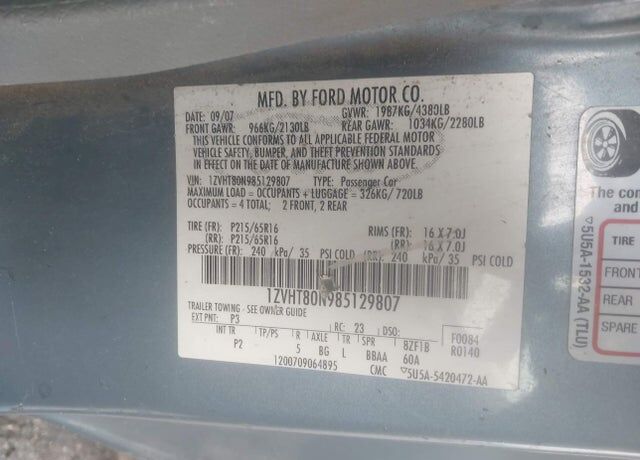 MFD. BY FORD MOTOR CO.
DATE: 09/07 GVWR: 1987KG/4383LB
FRONT GAWR: 966KG/2130LB REAR GAWR: 1034KG/2280LB
THIS VEHICLE CONFORMS TO ALL APPLICABLE FEDERAL MOTOR
VEHICLE SAFETY, BUMPER, AND THEFT PREVENTION STANDARDS
IN EFFECT ON THE DATE OF MANUFACTURE SHOWN ABOVE.
VIN: 1ZVHT80N985129807 TYPE: Passenger Car
MAXIMUM LOAD = OCCUPANTS + LUGGAGE = 326KG/720LB
OCCUPANTS = 4 TOTAL: 2 FRONT, 2 REAR
TIRE (FR): P215/65R16 RIMS (FR): 16 X 7.0J
(RR): P215/65R16 (RR): 16 X 7.0J
PRESSURE (FR): 240 kPa/ 35 PSI COLD (RR): 240 kPa/ 35 PSI COLD
1ZVHT80N985129807
TRAILER TOWING - SEE OWNER GUIDE
EXT PNT: P3 RC: 23 DSO: F0084
INT TR TP/PS R AXLE TR SPR 8ZF1B R0140
P2 5 BG L BBAA 60A
1200709064895 CMC 5U5A-5420472-AA
5U5A-1532-AA (TLU)
The con
and
TIRE
FRONT
REAR
SPARE